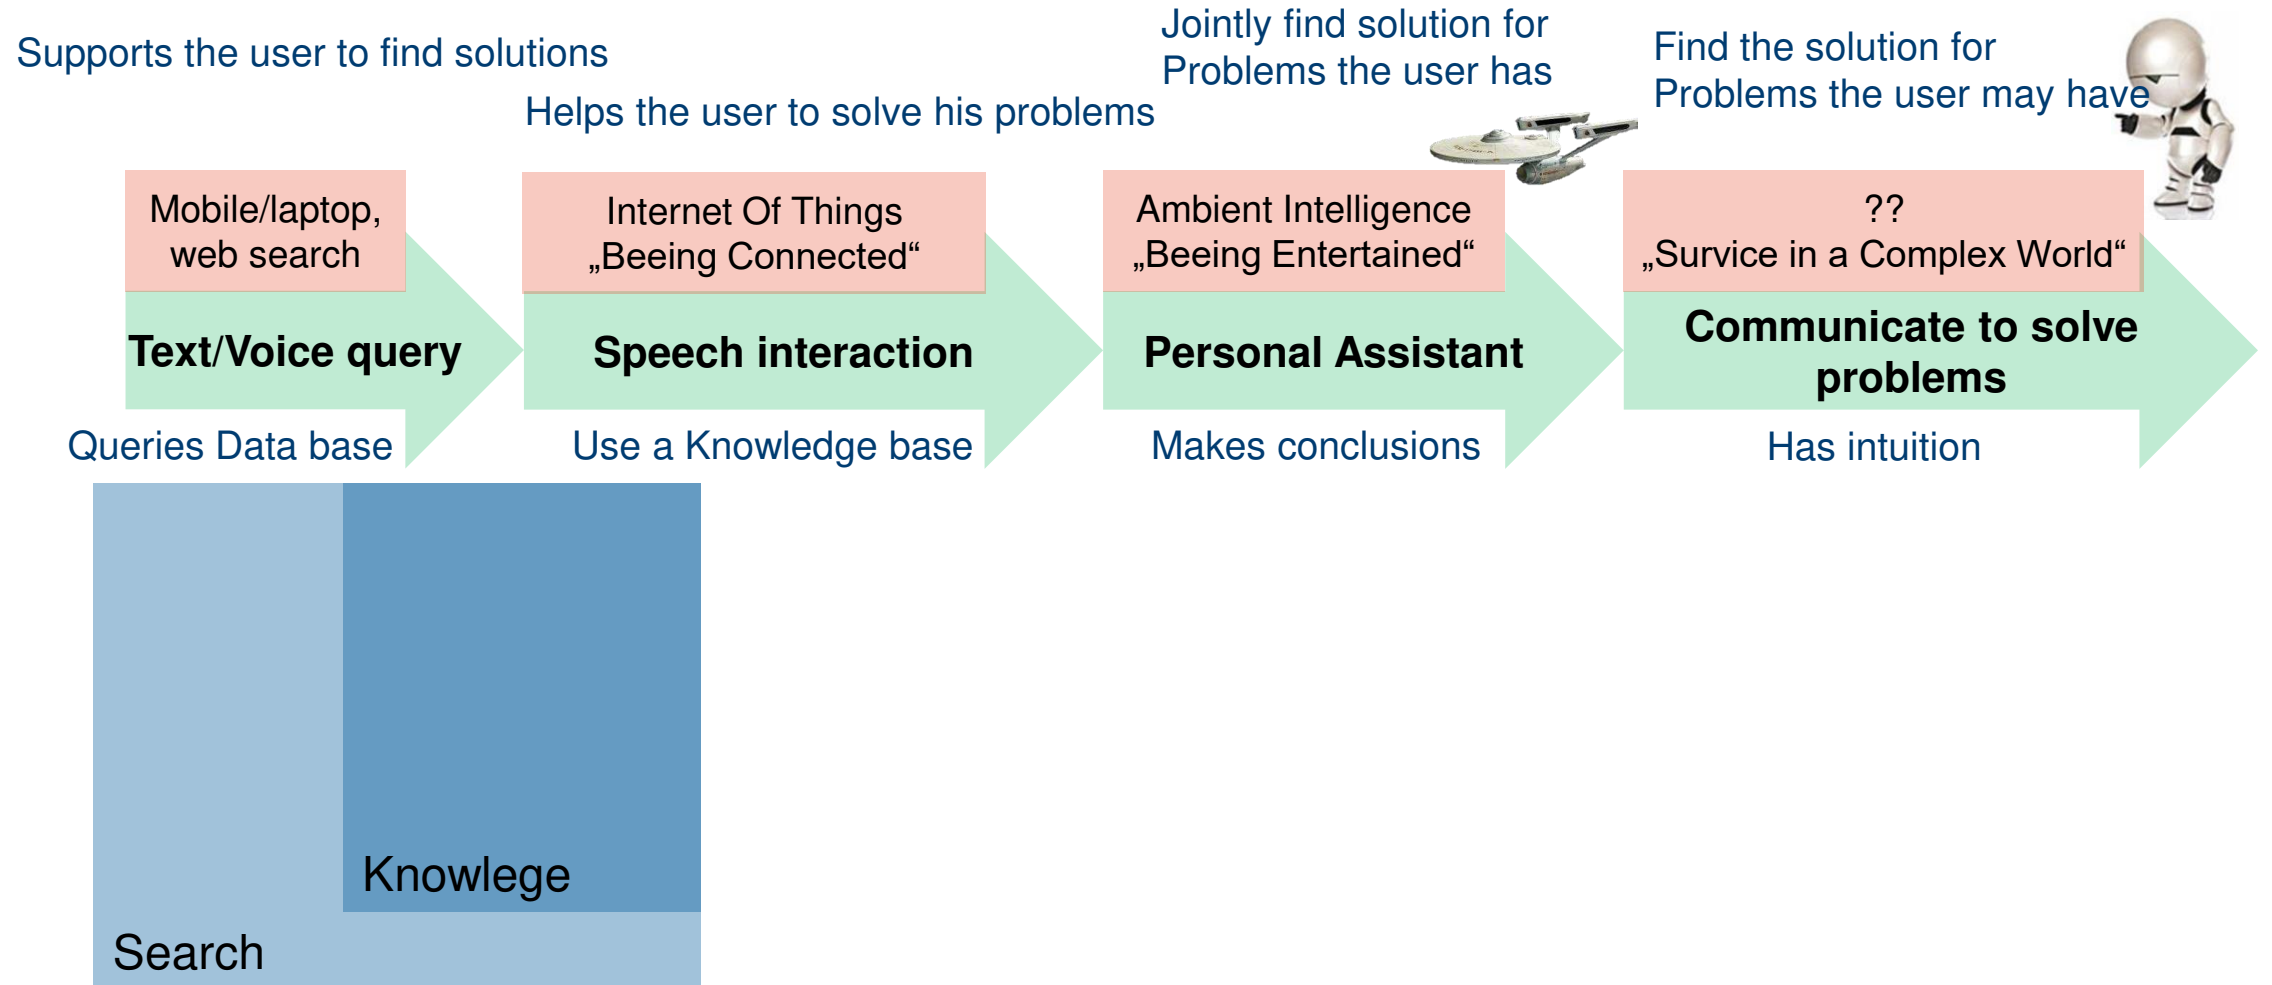 Supports the user to find solutions
Helps the user to solve his problems
Jointly find solution for
Problems the user has
Find the solution for
Problems the user may have
Mobile/laptop,
web search
Internet Of Things
„Beeing Connected“
Ambient Intelligence
„Beeing Entertained“
??
„Survice in a Complex World“
Text/Voice query
Speech interaction
Personal Assistant
Communicate to solve
problems
Queries Data base
Use a Knowledge base
Makes conclusions
Has intuition
Knowlege
Search